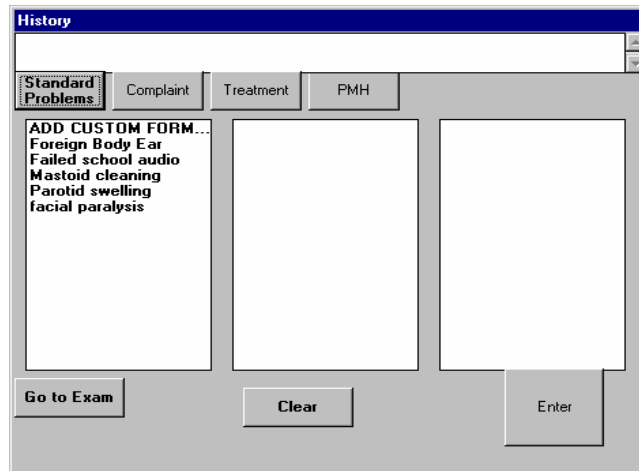 History
Standard
Problems
Complaint
Treatment
PMH
ADD CUSTOM FORM...
Foreign Body Ear
Failed school audio
Mastoid cleaning
Parotid swelling
facial paralysis
Go to Exam
Clear
Enter